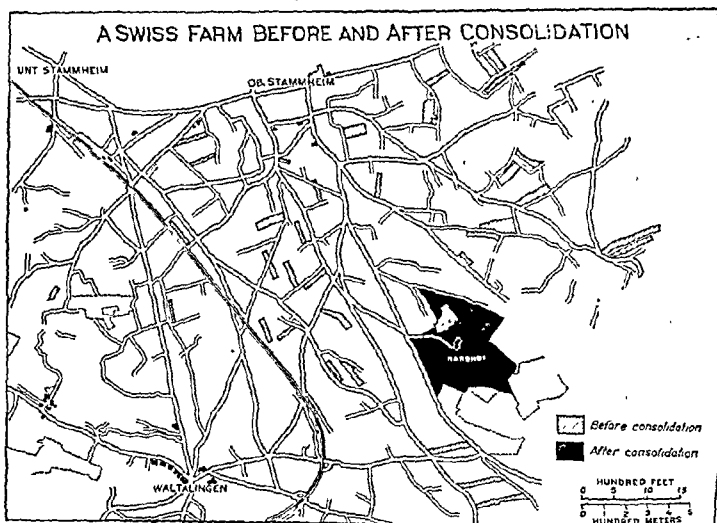 A SWISS FARM BEFORE AND AFTER CONSOLIDATION
UNT STAMMHEIM
OB. STAMMHEIM
WALTALINGEN
Before consolidation
After consolidation
HUNDRED FEET
0 5 10 15
0 1 2 3 4 5
HUNDRED METERS